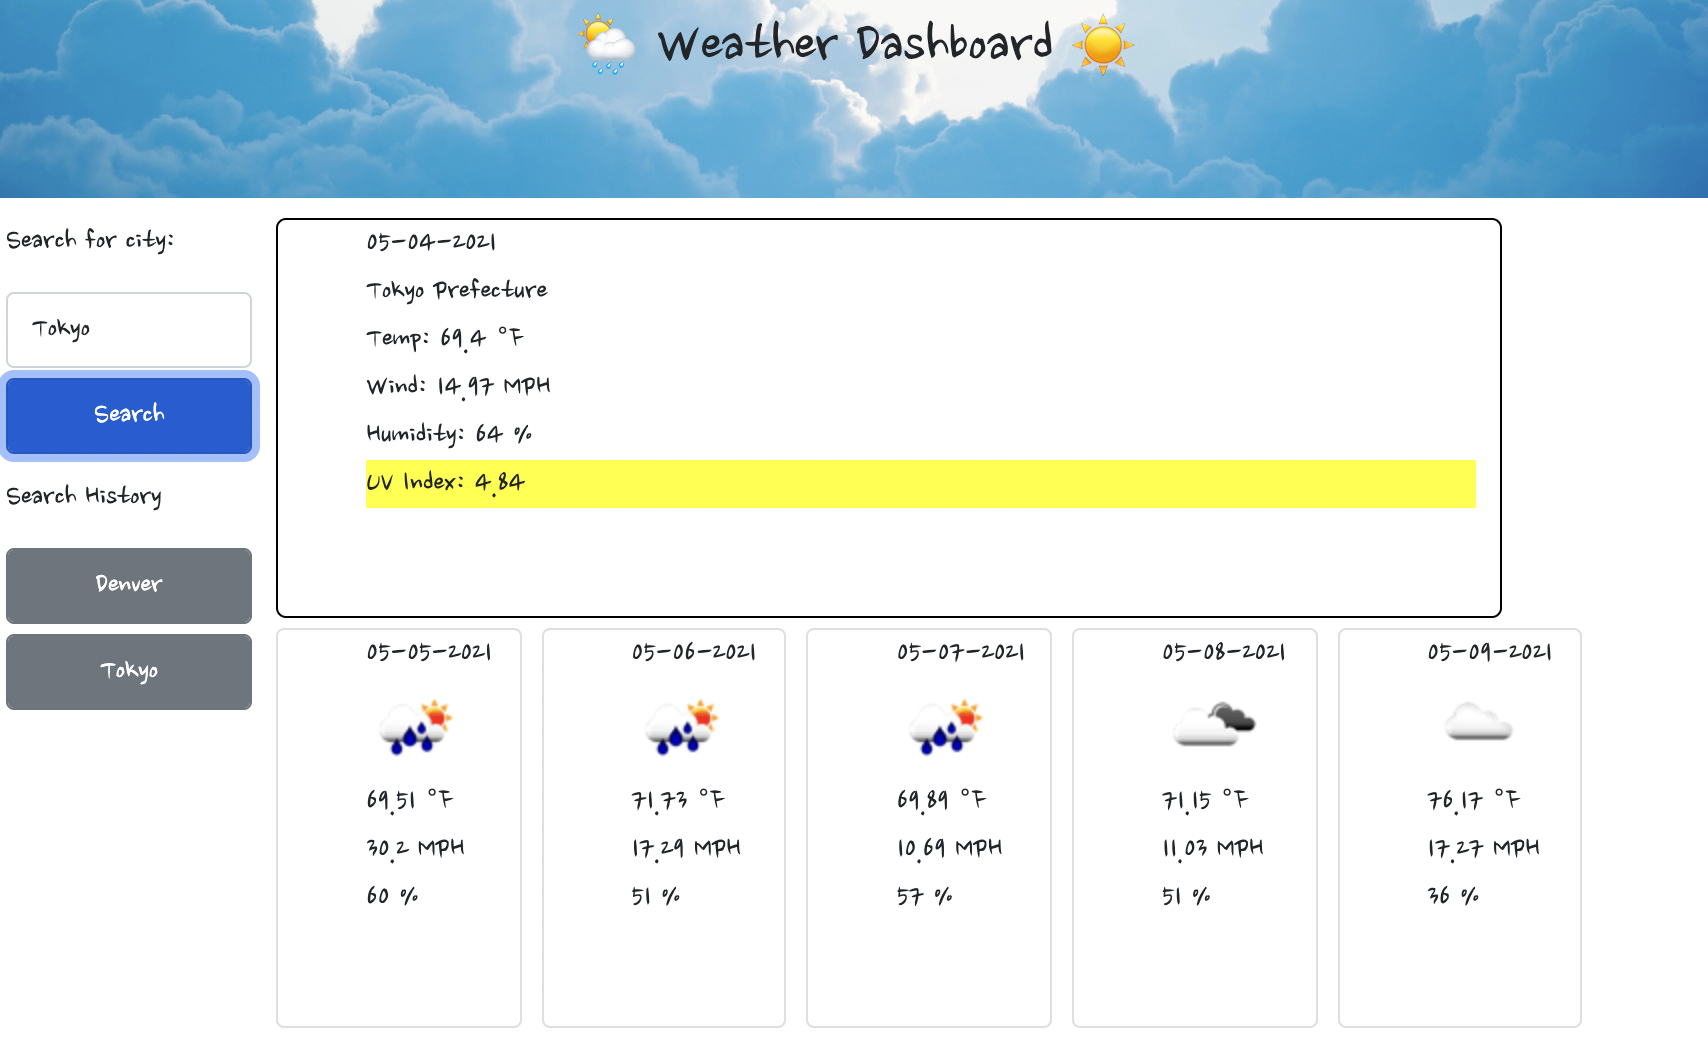 Weather Dashboard
Search for city:
Tokyo
Search
Search History
Denver
Tokyo
05-04-2021
Tokyo Prefecture
Temp: 69.4 °F
Wind: 14.97 MPH
Humidity: 64 %
UV Index: 4.84
05-05-2021
69.51 °F
30.2 MPH
60 %
05-06-2021
71.73 °F
17.29 MPH
51 %
05-07-2021
69.89 °F
10.69 MPH
57 %
05-08-2021
71.15 °F
11.03 MPH
51 %
05-09-2021
76.17 °F
17.27 MPH
36 %